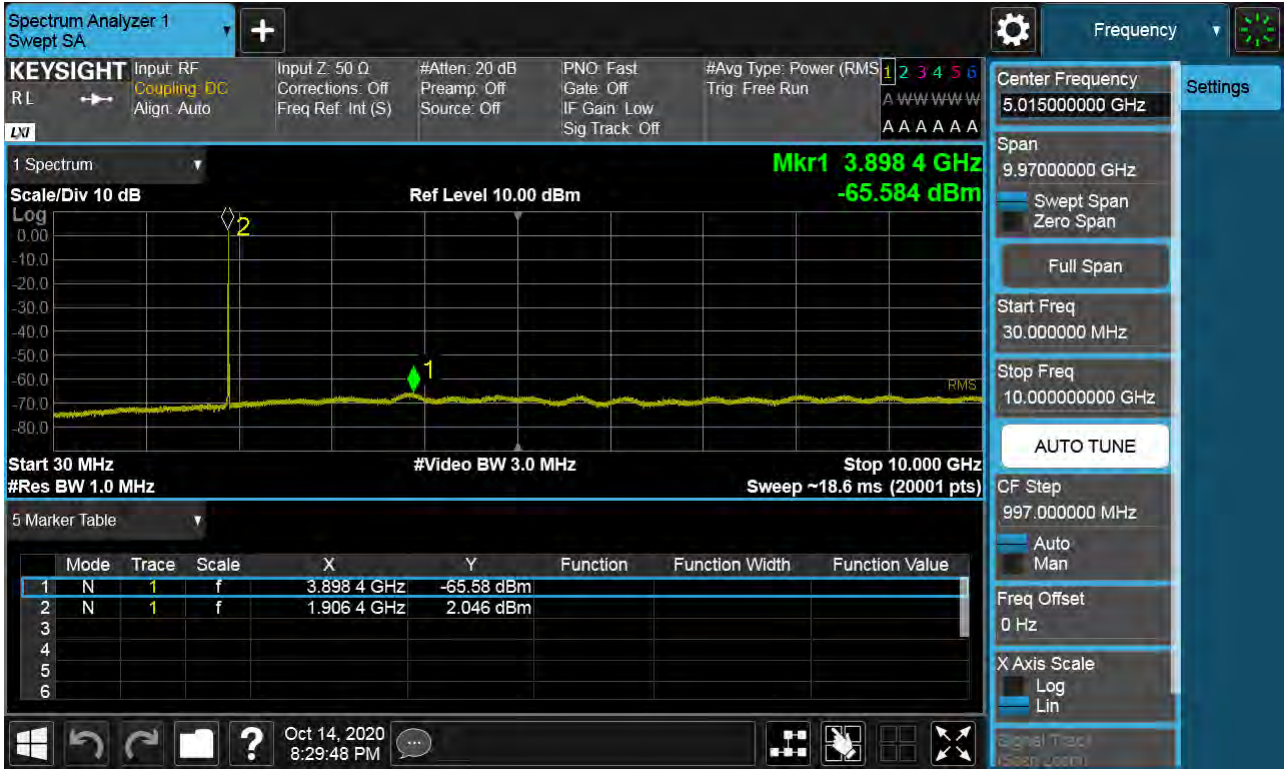 Spectrum Analyzer 1
Swept SA
+
Frequency
KEYSIGHT
R L
LXI
Input: RF
Coupling: DC
Align: Auto
Input Z: 50 Ω
Corrections: Off
Freq Ref: Int (S)
#Atten: 20 dB
Preamp: Off
Source: Off
PNO: Fast
Gate: Off
IF Gain: Low
Sig Track: Off
#Avg Type: Power (RMS
Trig: Free Run
1 2 3 4 5 6
A W W W W W
A A A A A A
1 Spectrum
Mkr1 3.898 4 GHz
-65.584 dBm
Scale/Div 10 dB
Ref Level 10.00 dBm
Log
0.00
-10.0
-20.0
-30.0
-40.0
-50.0
-60.0
-70.0
-80.0
2
1
RMS
Start 30 MHz
#Video BW 3.0 MHz
Stop 10.000 GHz
#Res BW 1.0 MHz
Sweep ~18.6 ms (20001 pts)
5 Marker Table
Mode Trace Scale X Y Function Function Width Function Value
1 N 1 f 3.898 4 GHz -65.58 dBm
2 N 1 f 1.906 4 GHz 2.046 dBm
3
4
5
6
?
Oct 14, 2020
8:29:48 PM
Center Frequency
5.015000000 GHz
Settings
Span
9.97000000 GHz
Swept Span
Zero Span
Full Span
Start Freq
30.000000 MHz
Stop Freq
10.000000000 GHz
AUTO TUNE
CF Step
997.000000 MHz
Auto
Man
Freq Offset
0 Hz
X Axis Scale
Log
Lin
Signal Track
(Span Zoom)